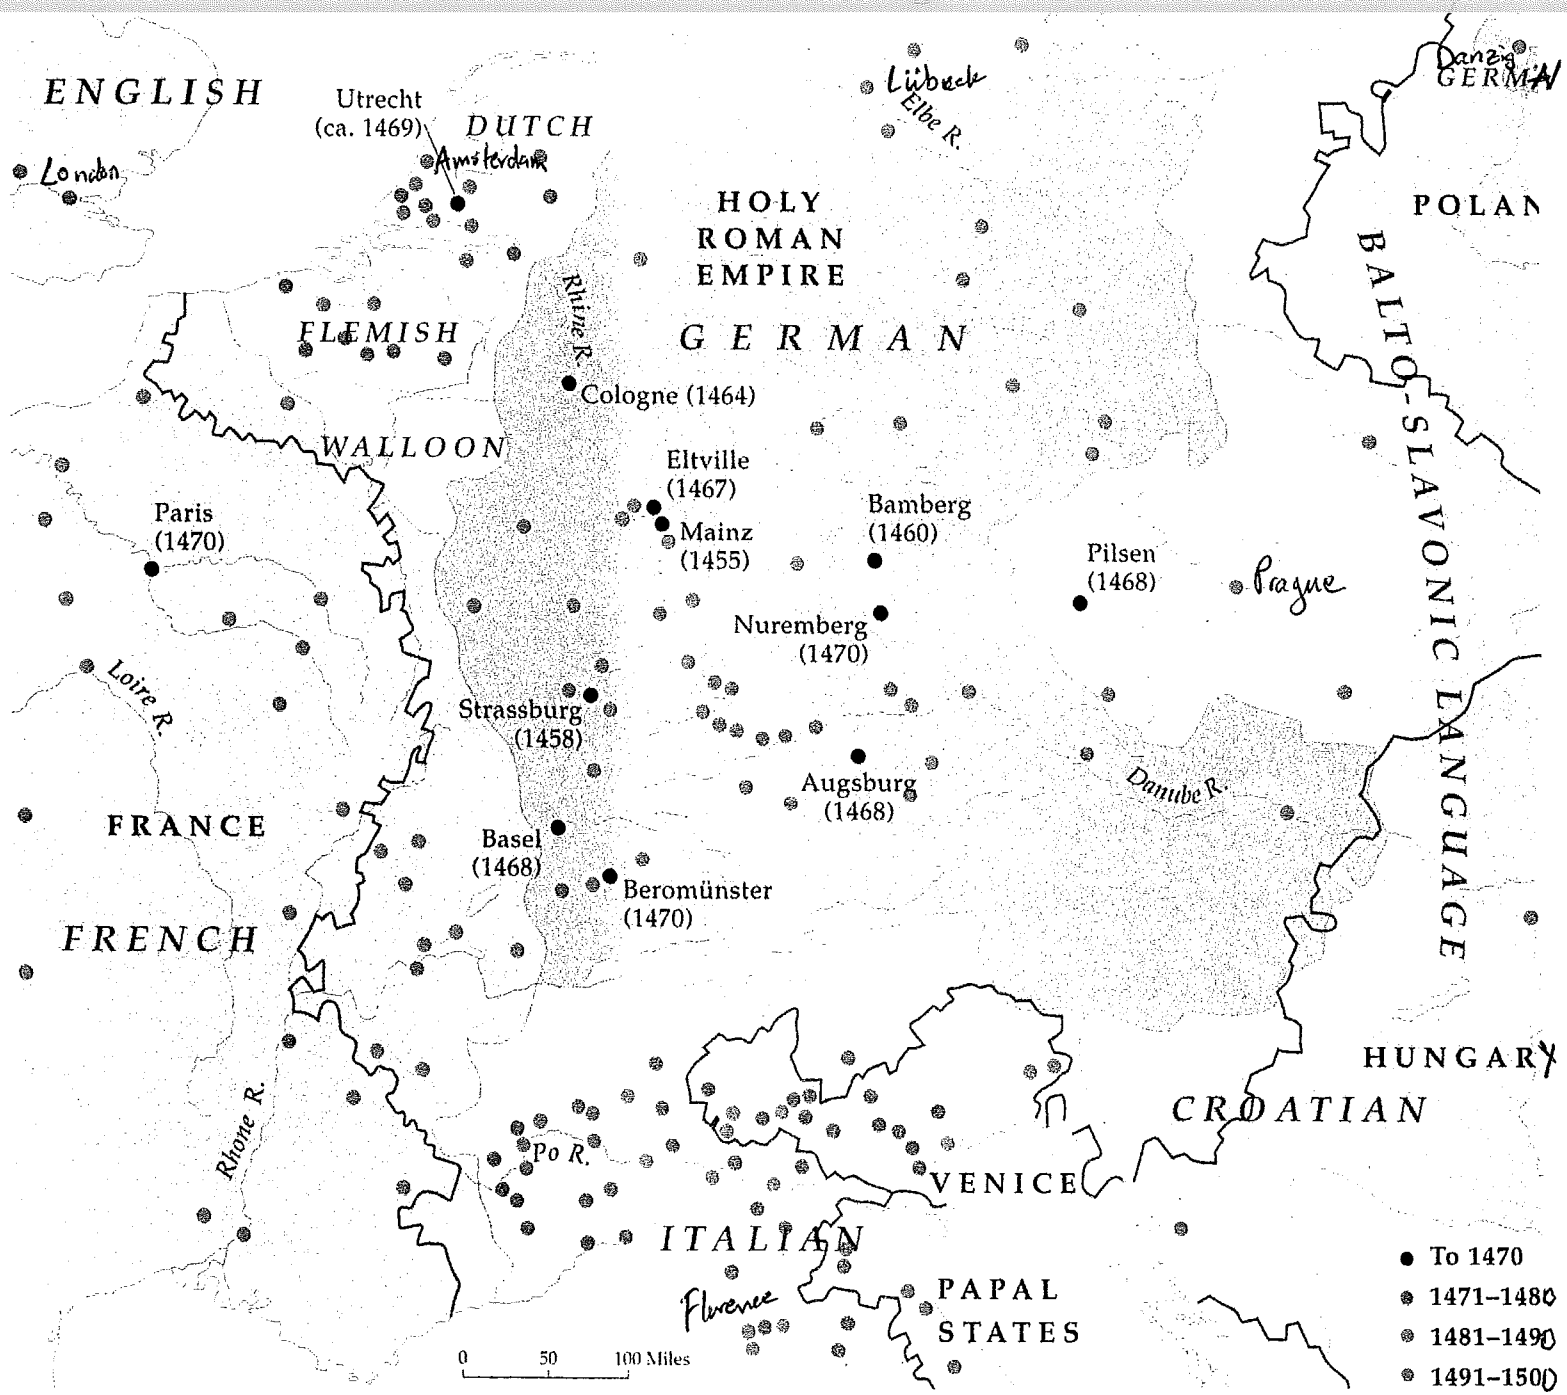 ENGLISH
Utrecht
(ca. 1469)
DUTCH
Amsterdam
London
Lübeck
Elbe R.
Danzig
GERMAN
HOLY
ROMAN
EMPIRE
POLAN
GERMAN
Rhine R.
FLEMISH
Cologne (1464)
WALLOON
BALTO-SLAVONIC LANGUAGE
Eltville
(1467)
Mainz
(1455)
Bamberg
(1460)
Paris
(1470)
Pilsen
(1468)
Prague
Nuremberg
(1470)
Loire R.
Strassburg
(1458)
Augsburg
(1468)
Danube R.
FRANCE
Basel
(1468)
Beromünster
(1470)
FRENCH
HUNGARY
CROATIAN
Rhone R.
Po R.
VENICE
ITALIAN
Florence
PAPAL
STATES
To 1470
1471–1480
1481–1490
1491–1500
0 50 100 Miles